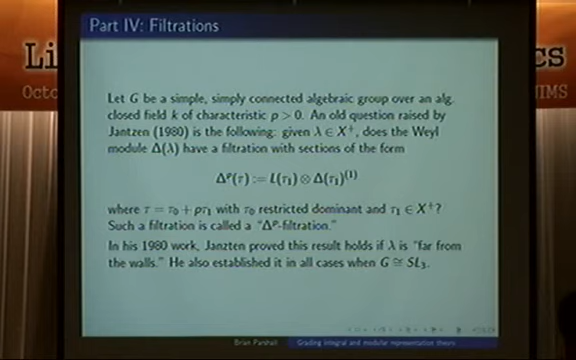 Part IV: Filtrations
Li
cs
Octo
NIMS
Let G be a simple, simply connected algebraic group over an alg.
closed field k of characteristic p > 0. An old question raised by
Jantzen (1980) is the following: given λ ∈ X⁺, does the Weyl
module Δ(λ) have a filtration with sections of the form
Δᵖ(τ) := L(τ₁) ⊗ Δ(τ₁)⁽¹⁾
where τ = τ₀ + pτ₁ with τ₀ restricted dominant and τ₁ ∈ X⁺?
Such a filtration is called a "Δᵖ-filtration."
In his 1980 work, Janzten proved this result holds if λ is "far from
the walls." He also established it in all cases when G ≅ SL₃.
Brian Parshall Grading integral and modular representation theory